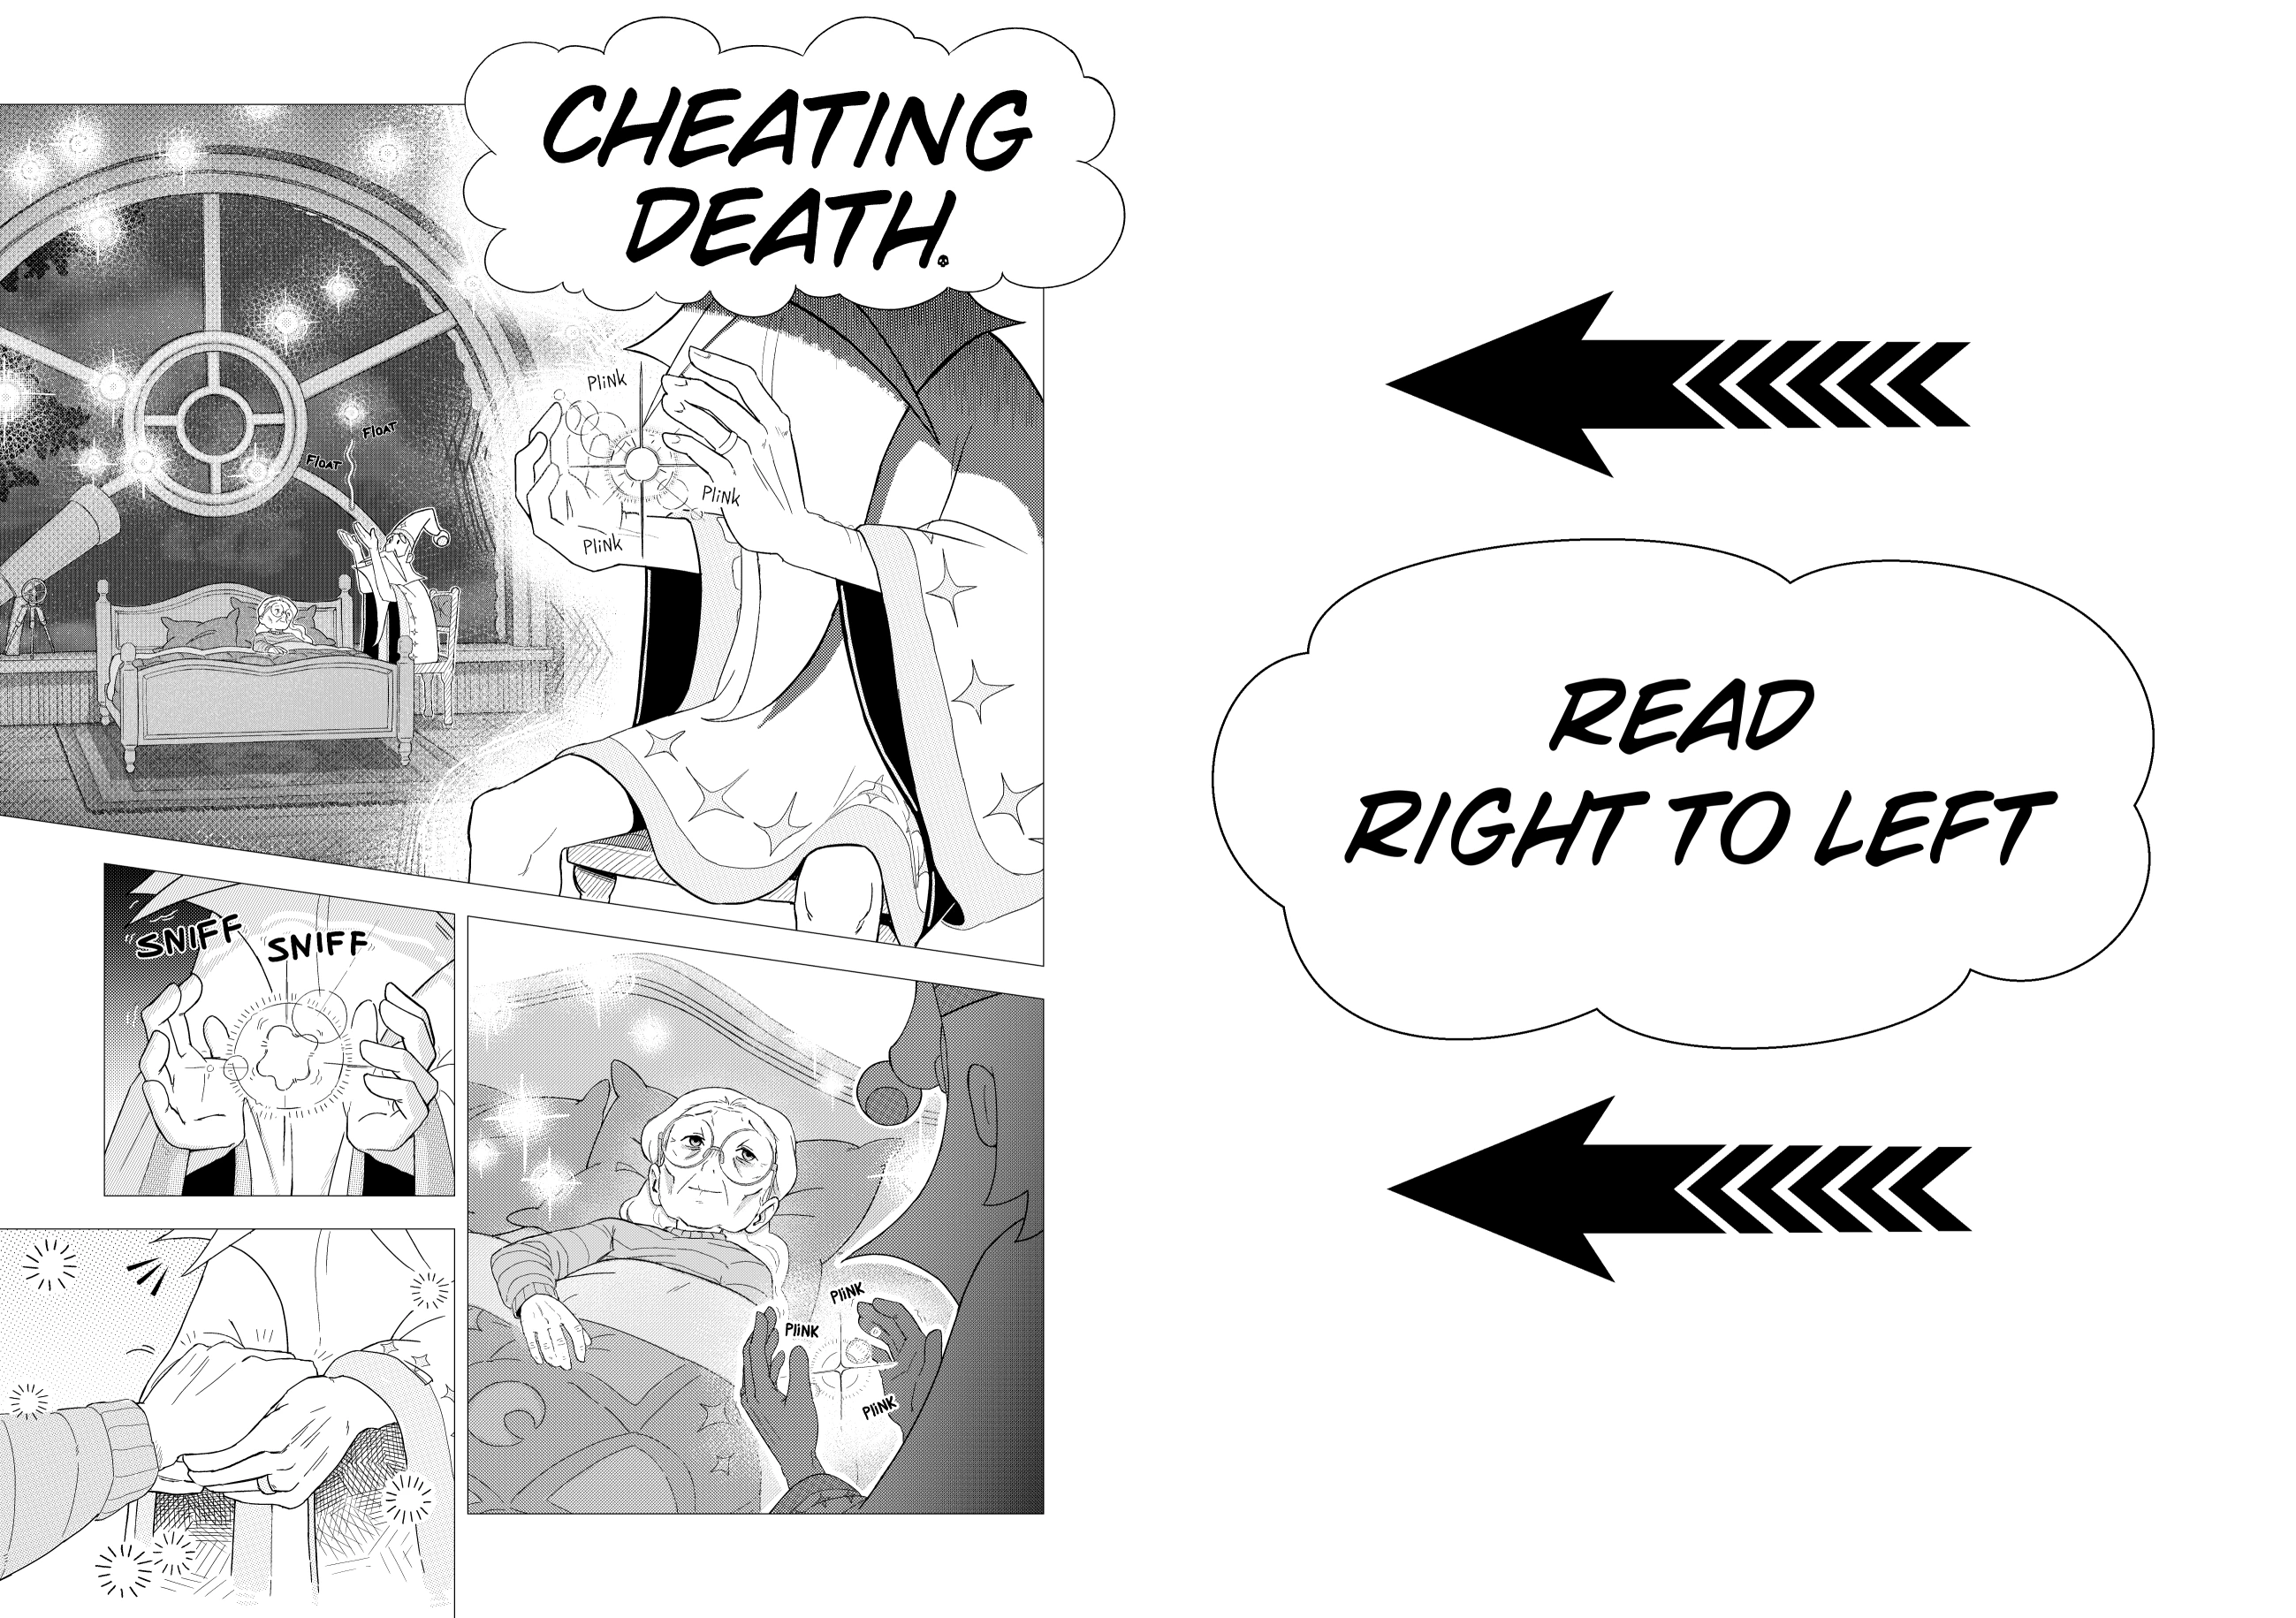 READ
RIGHT TO LEFT
CHEATING
DEATH.
PLINK
PLINK
PLINK
FLOAT
FLOAT
PLINK
PLINK
PLINK
SNIFF
SNIFF